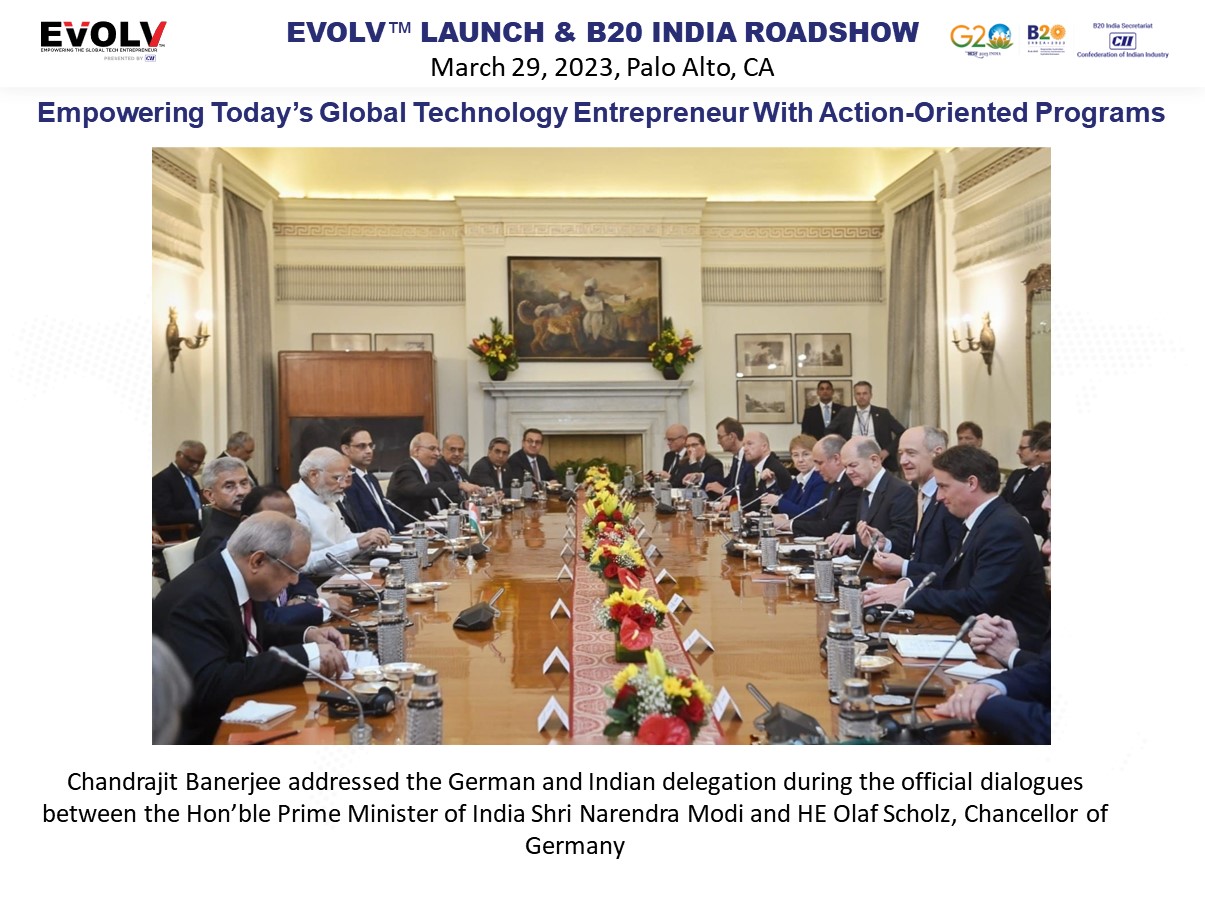 EVOLV™
EMPOWERING THE GLOBAL TECH ENTREPRENEUR
PRESENTED BY CII
EVOLV™ LAUNCH & B20 INDIA ROADSHOW
March 29, 2023, Palo Alto, CA
G20
B20
B20 India Secretariat
CII
Confederation of Indian Industry
Empowering Today’s Global Technology Entrepreneur With Action-Oriented Programs
Chandrajit Banerjee addressed the German and Indian delegation during the official dialogues
between the Hon’ble Prime Minister of India Shri Narendra Modi and HE Olaf Scholz, Chancellor of
Germany